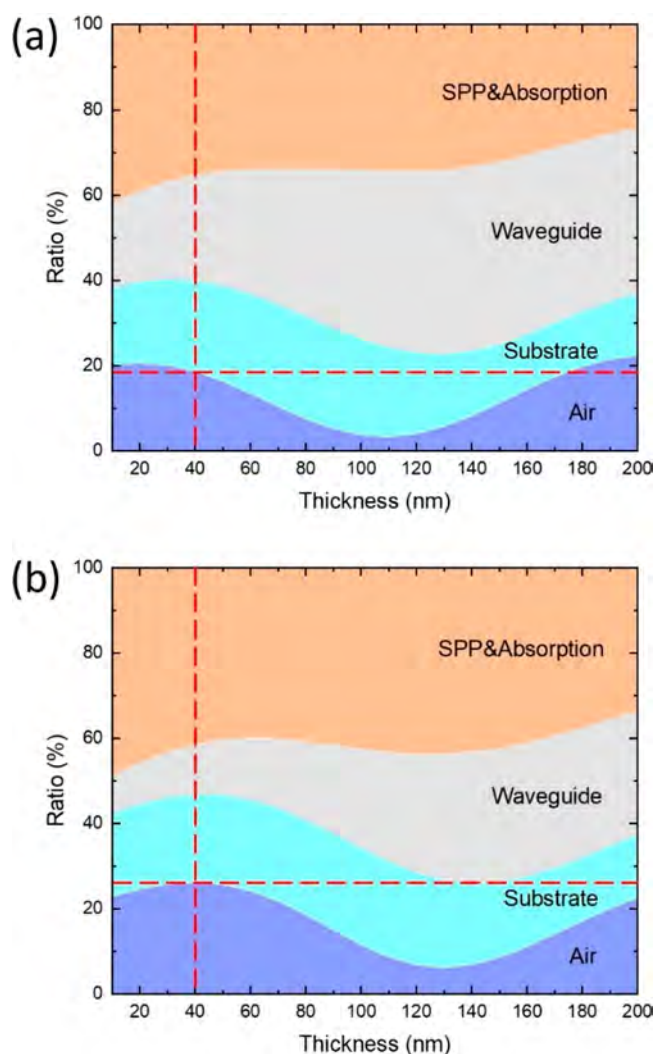 (a)
100
80
60
40
20
0
Ratio (%)
SPP&Absorption
Waveguide
Substrate
Air
20 40 60 80 100 120 140 160 180 200
Thickness (nm)
(b)
100
80
60
40
20
0
Ratio (%)
SPP&Absorption
Waveguide
Substrate
Air
20 40 60 80 100 120 140 160 180 200
Thickness (nm)